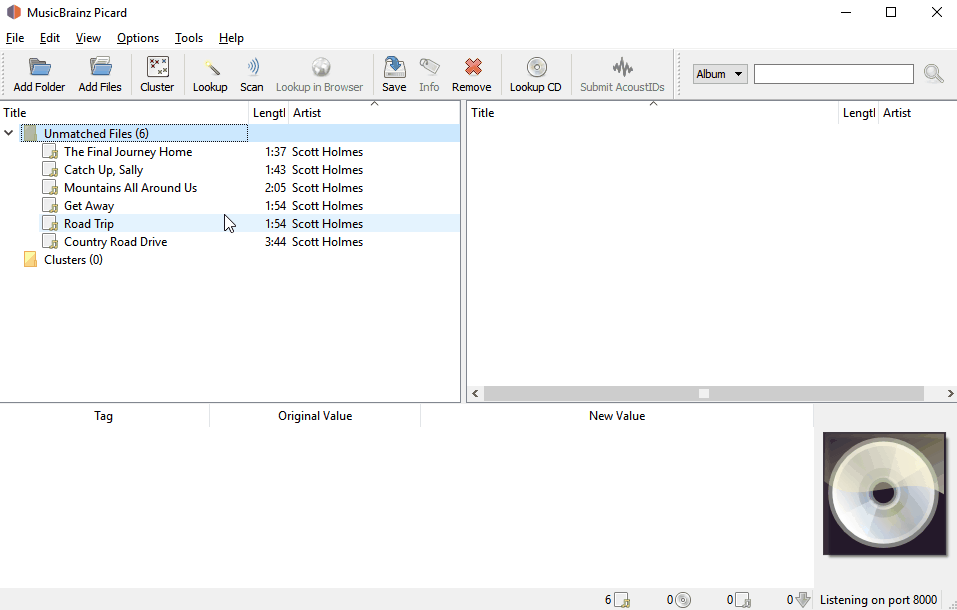 MusicBrainz Picard
File Edit View Options Tools Help
Add Folder Add Files Cluster Lookup Scan Lookup in Browser Save Info Remove Lookup CD Submit AcoustIDs Album
Title Lengtl Artist
Unmatched Files (6)
The Final Journey Home 1:37 Scott Holmes
Catch Up, Sally 1:43 Scott Holmes
Mountains All Around Us 2:05 Scott Holmes
Get Away 1:54 Scott Holmes
Road Trip 1:54 Scott Holmes
Country Road Drive 3:44 Scott Holmes
Clusters (0)
Title Lengtl Artist
Tag Original Value New Value
6 0 0 0 Listening on port 8000